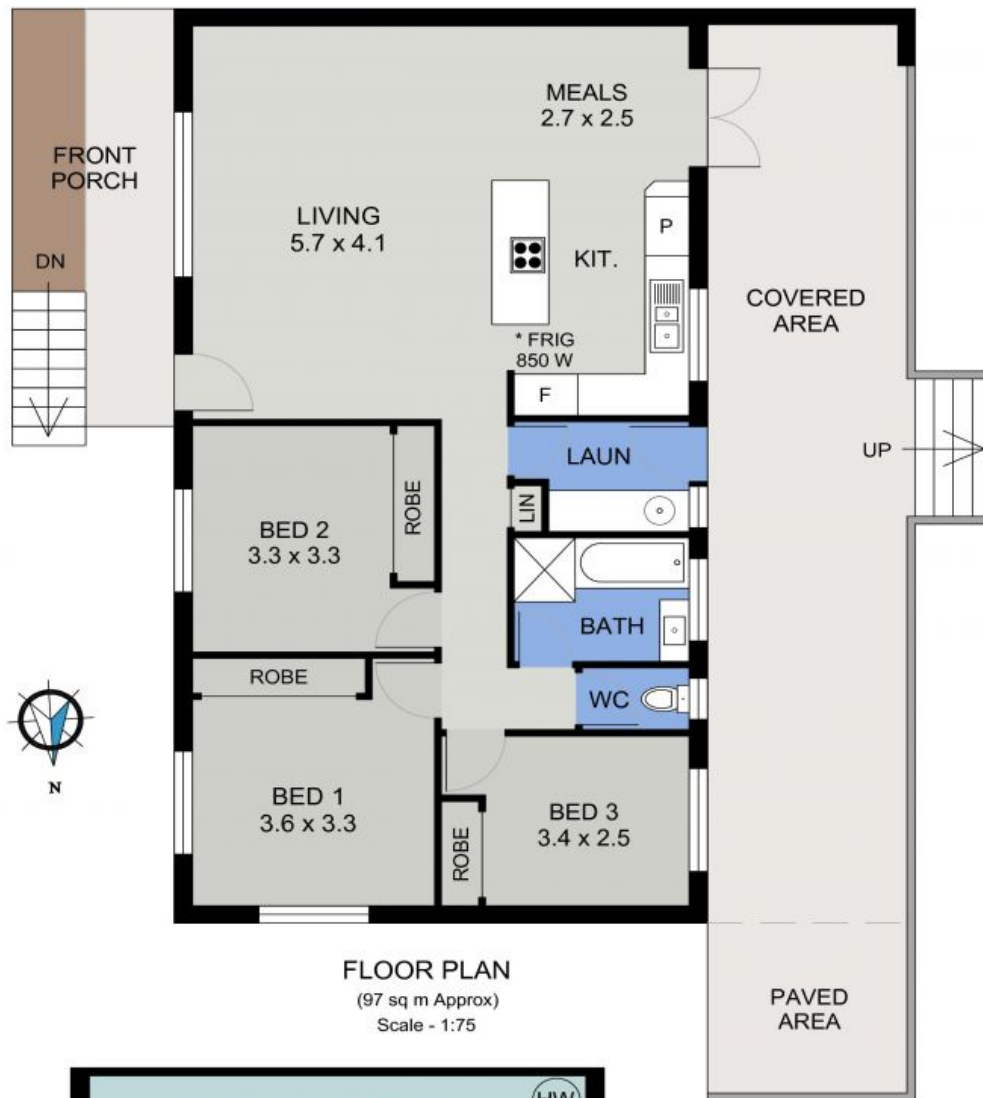 MEALS
2.7 x 2.5
FRONT
PORCH
LIVING
5.7 x 4.1
P
KIT.
DN
COVERED
AREA
* FRIG
850 W
F
LAUN
UP
ROBE
LIN
BED 2
3.3 x 3.3
BATH
ROBE
WC
N
BED 1
3.6 x 3.3
BED 3
3.4 x 2.5
ROBE
FLOOR PLAN
(97 sq m Approx)
Scale - 1:75
PAVED
AREA
HW